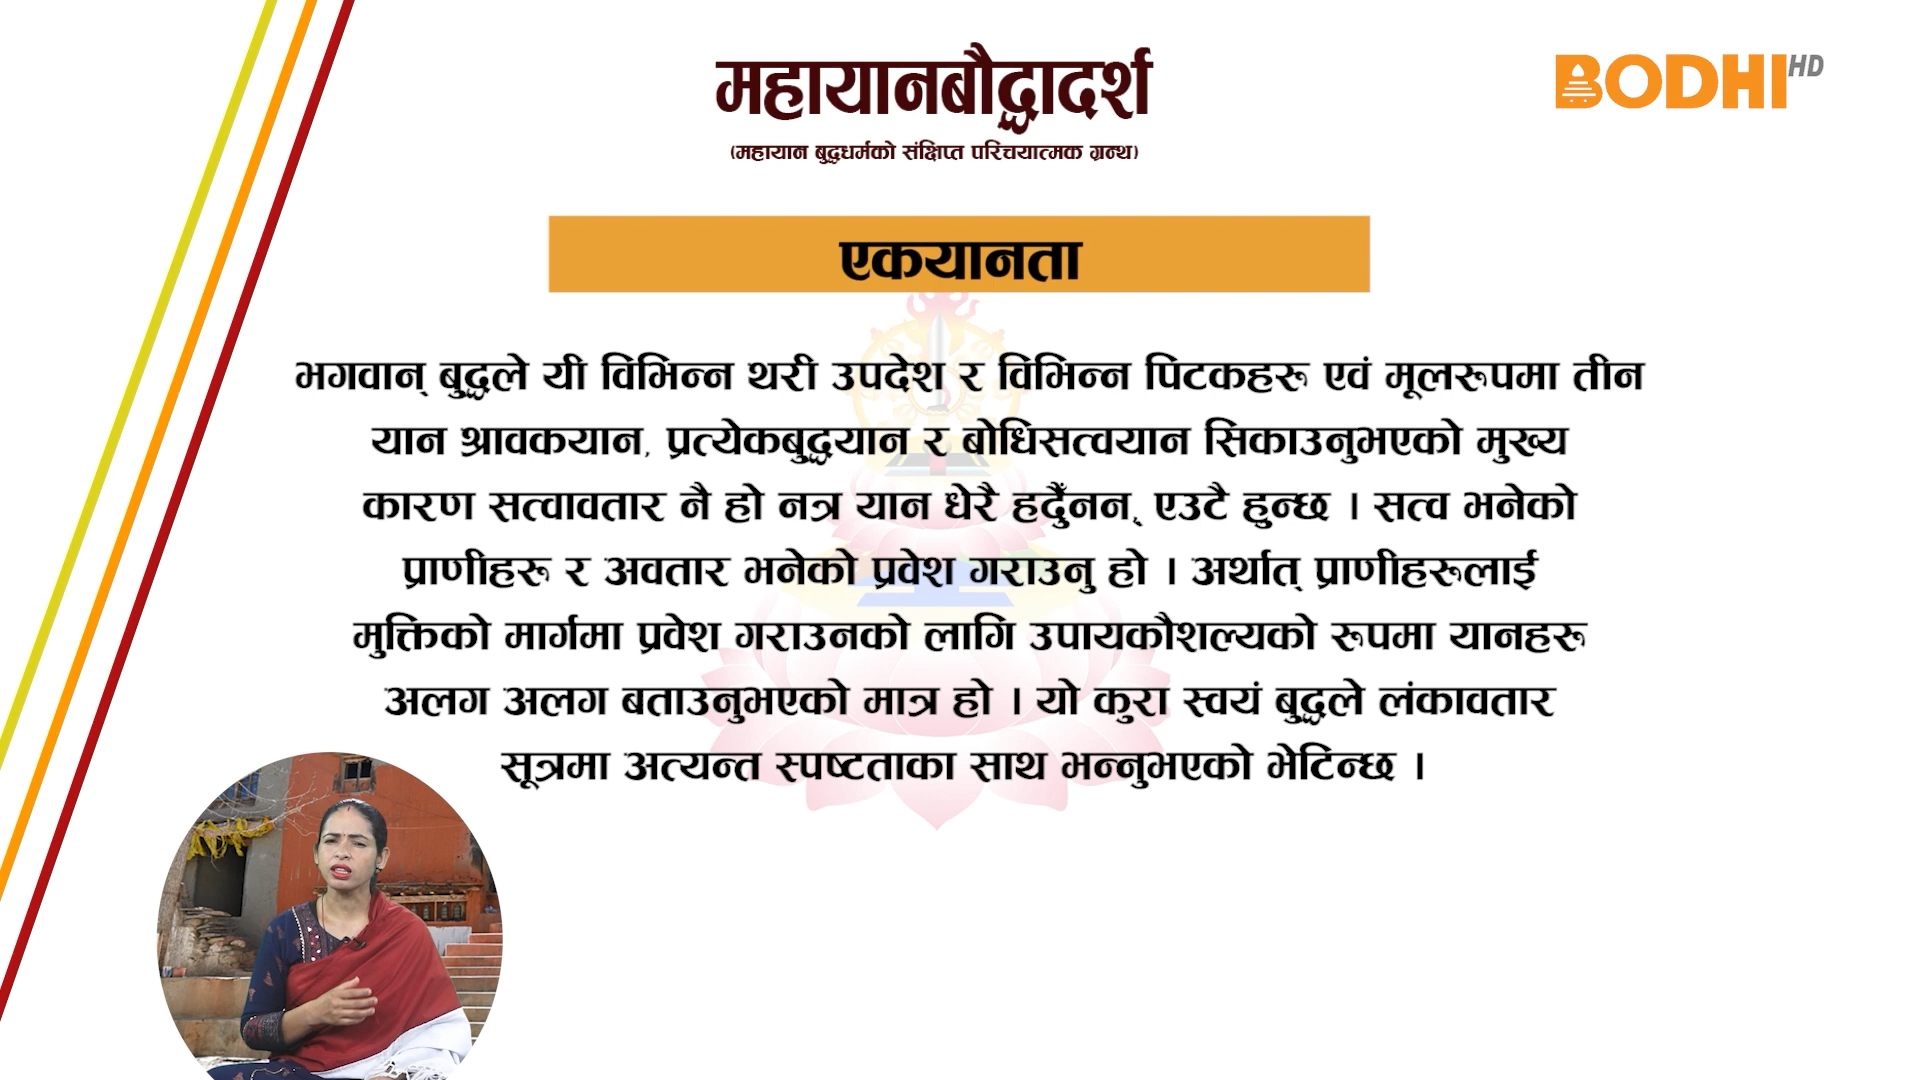 महायानबौद्धादर्श
BODHI HD
(महायान बुद्धधर्मको संक्षिप्त परिचयात्मक ग्रन्थ)
एकयानता
भगवान् बुद्धले यी विभिन्न थरी उपदेश र विभिन्न पिटकहरू एवं मूलरूपमा तीन
यान श्रावकयान, प्रत्येकबुद्धयान र बोधिसत्वयान सिकाउनुभएको मुख्य
कारण सत्वावतार नै हो नत्र यान धेरै हुदैँनन्, एउटै हुन्छ ।  सत्व भनेको
प्राणीहरू र अवतार भनेको प्रवेश गराउनु हो । अर्थात् प्राणीहरूलाई
मुक्तिको मार्गमा प्रवेश गराउनको लागि उपायकौशल्यको रूपमा यानहरू
अलग अलग बताउनुभएको मात्र हो । यो कुरा स्वयं बुद्धले लंकावतार
सूत्रमा अत्यन्त स्पष्टताका साथ भन्नुभएको भेटिन्छ ।